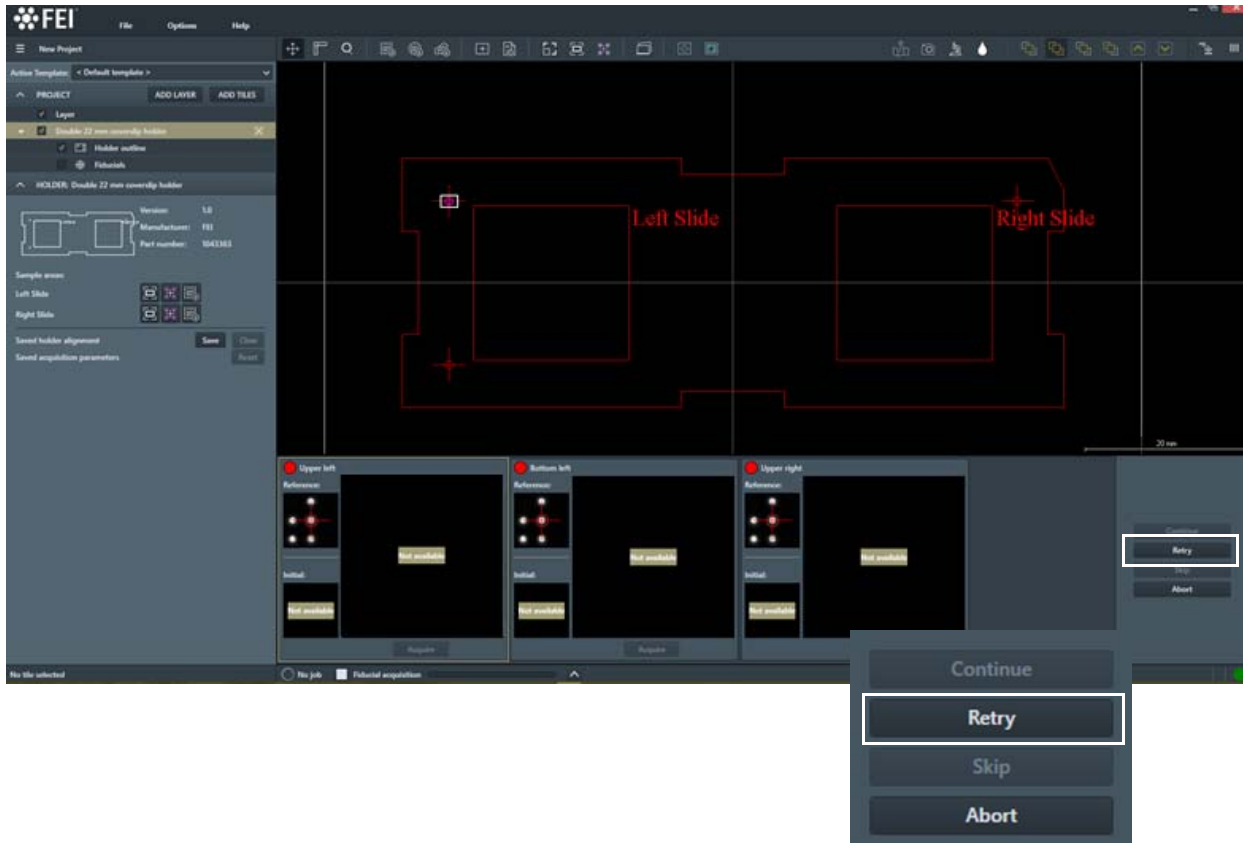 FEI File Options Help
New Project
Active Template: < Default template >
PROJECT ADD LAYER ADD TILES
Layer
Double 22 mm coverslip holder
Holder outline
Fiducials
HOLDER: Double 22 mm coverslip holder
Version: 1.0
Manufacturer: FEI
Part number: 1043303
Sample areas:
Left Slide
Right Slide
Saved holder alignment Save Clear
Saved acquisition parameters Reset
Left Slide Right Slide
20 mm
Upper left Bottom left Upper right
Reference: Reference: Reference:
Not available Not available Not available
Initial: Initial: Initial:
Not available Not available Not available
Acquire Acquire
Continue
Retry
Skip
Abort
No tile selected No job Fiducial acquisition
Continue
Retry
Skip
Abort